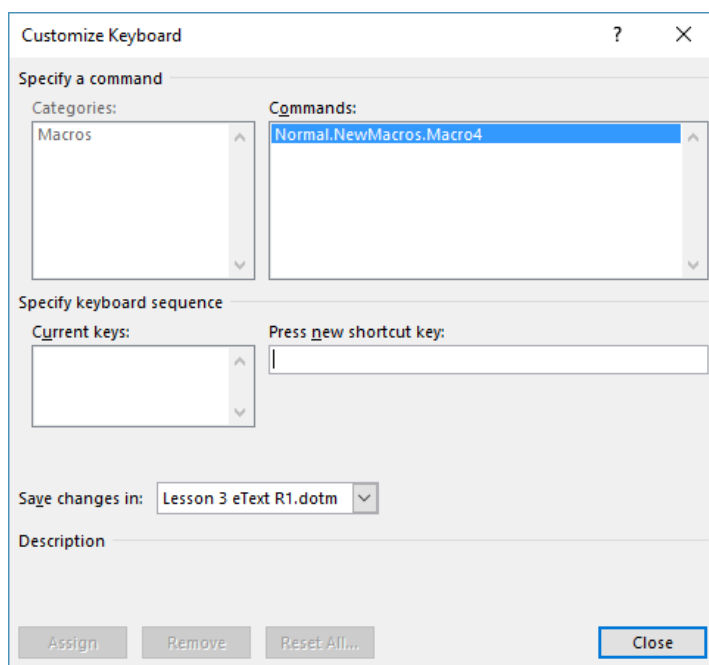 Customize Keyboard ? ×
Specify a command
Categories: Commands:
Macros Normal.NewMacros.Macro4
Specify keyboard sequence
Current keys: Press new shortcut key:
Save changes in: Lesson 3 eText R1.dotm
Description
Assign Remove Reset All... Close